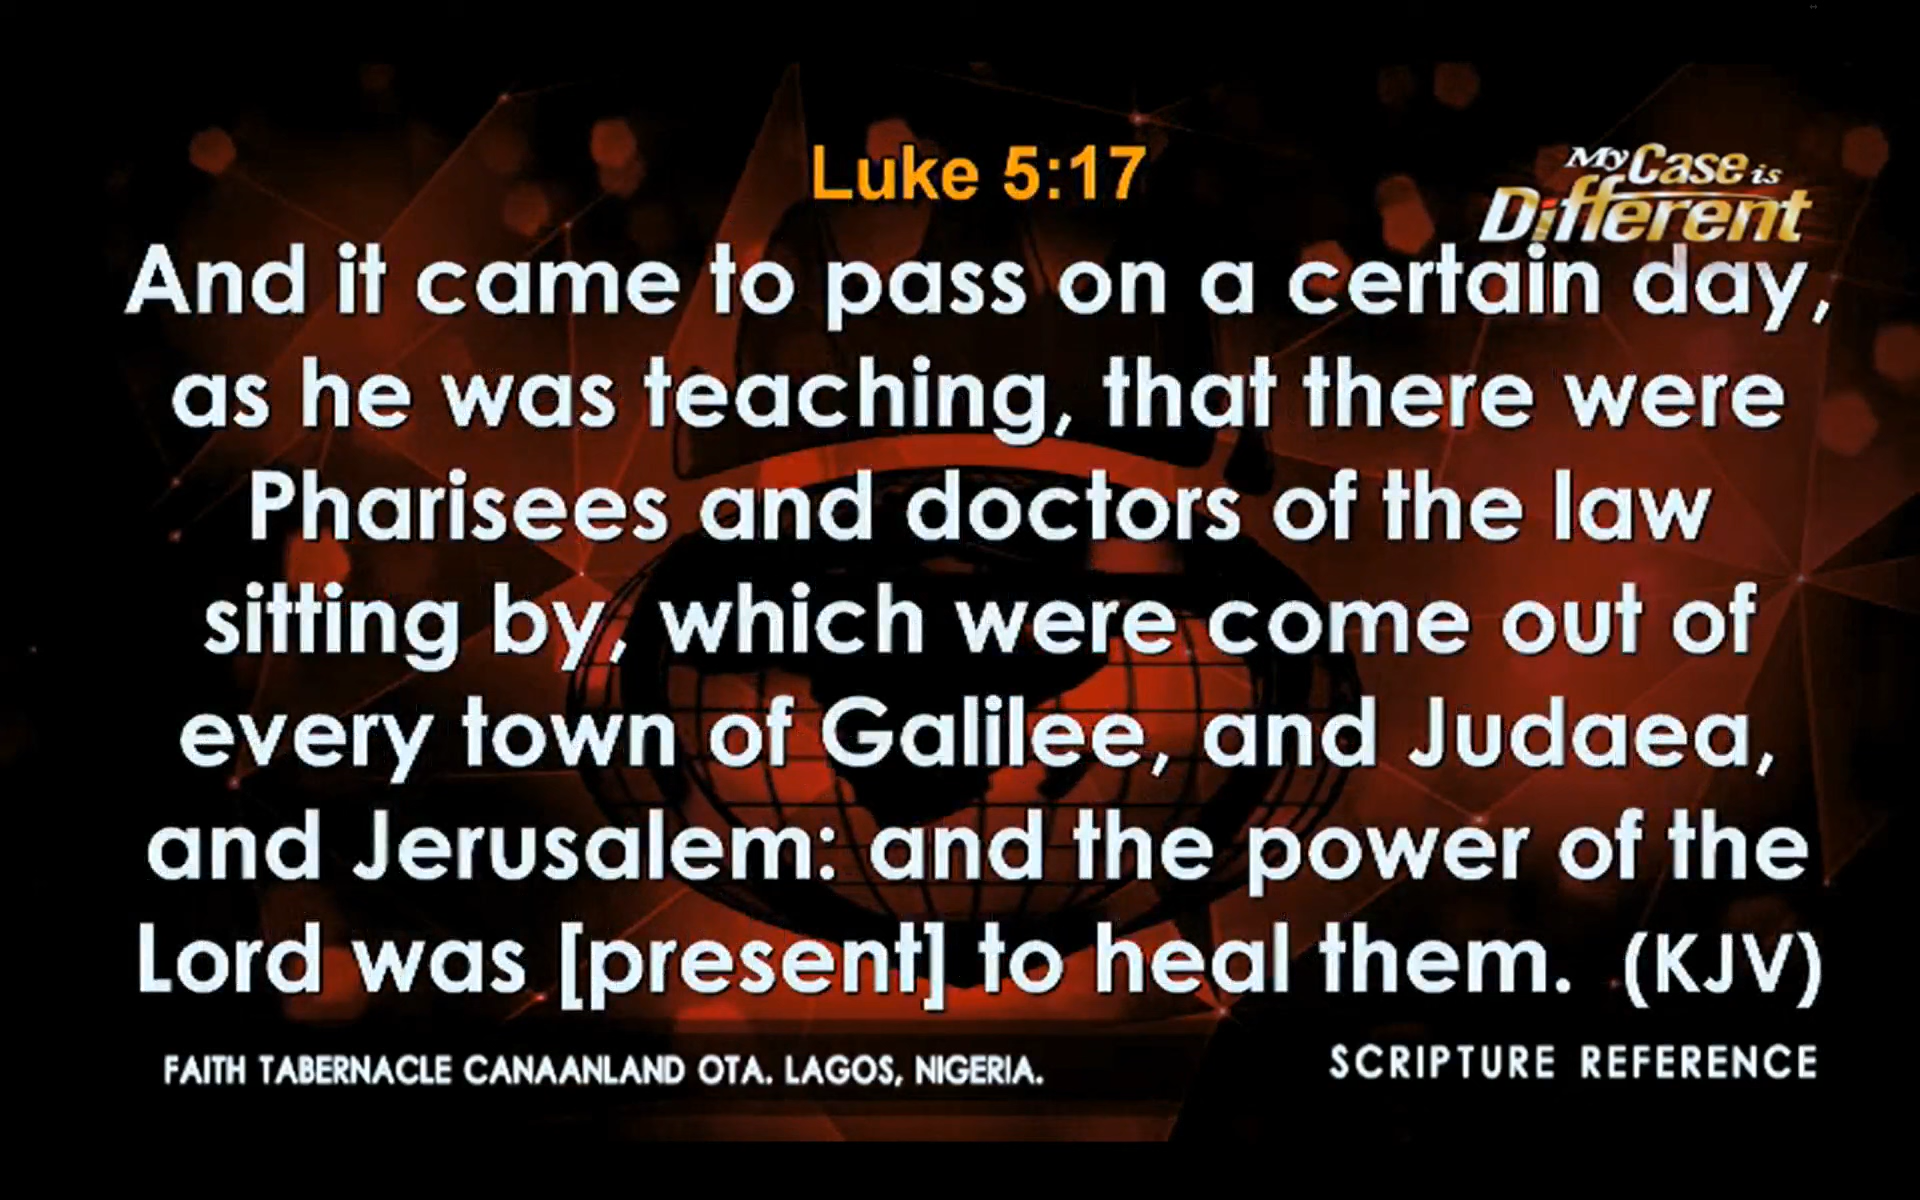 Luke 5:17
My Case is
Different
And it came to pass on a certain day,
as he was teaching, that there were
Pharisees and doctors of the law
sitting by, which were come out of
every town of Galilee, and Judaea,
and Jerusalem: and the power of the
Lord was [present] to heal them. (KJV)
FAITH TABERNACLE CANAANLAND OTA. LAGOS, NIGERIA.
SCRIPTURE REFERENCE